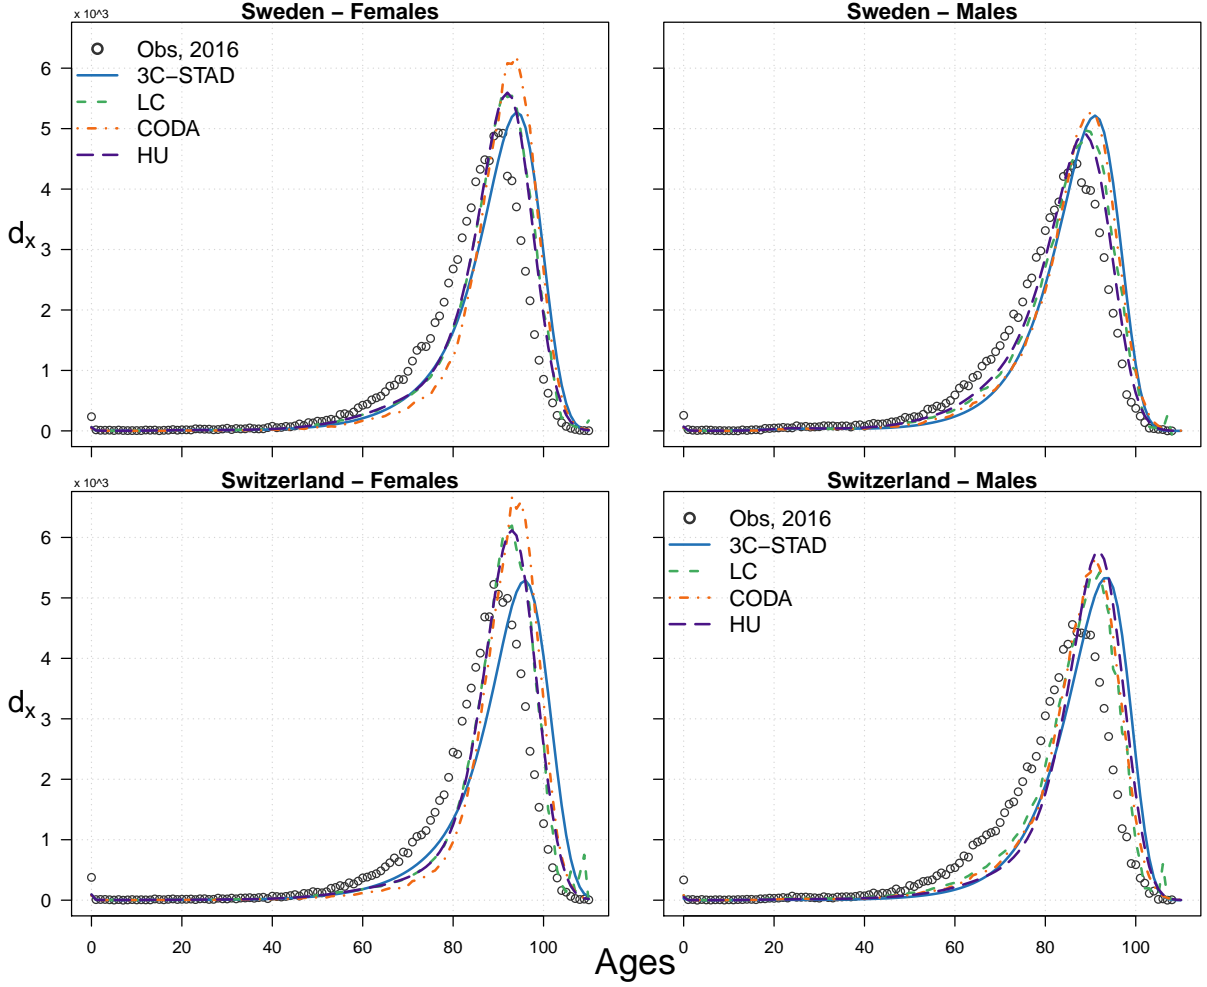 Sweden – Females
x 10^3
Obs, 2016
3C–STAD
LC
CODA
HU
6
5
4
3
2
1
0
dx
Sweden – Males
Switzerland – Females
x 10^3
6
5
4
3
2
1
0
dx
0 20 40 60 80 100
Switzerland – Males
Obs, 2016
3C–STAD
LC
CODA
HU
0 20 40 60 80 100
Ages